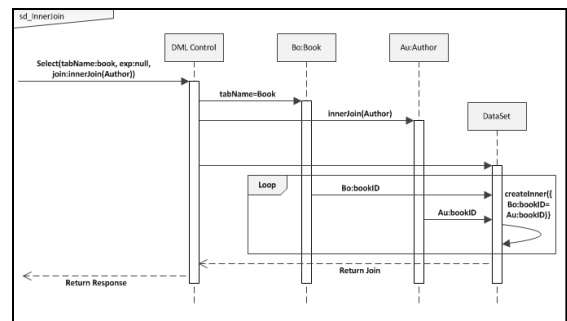 sd_InnerJoin
DML Control
Bo:Book
Au:Author
Select(tabName:book, exp:null,
join:innerJoin(Author))
tabName=Book
innerJoin(Author)
DataSet
Loop
Bo:bookID
createInner({
Bo:bookID=
Au:bookID)}
Au:bookID
Return Join
Return Response